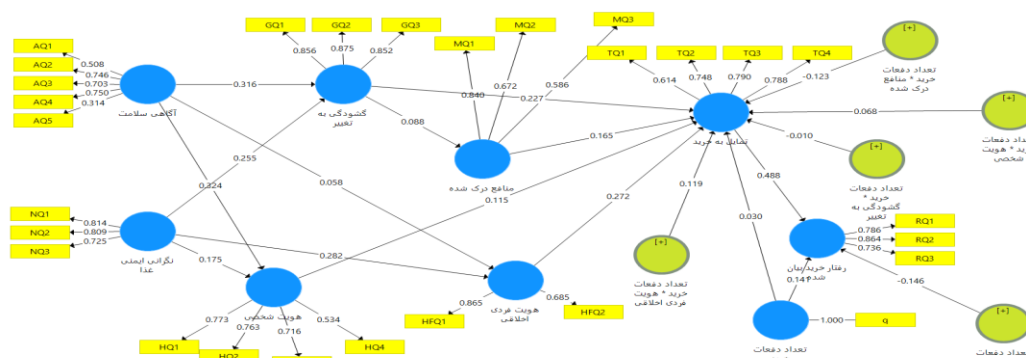 GQ1
GQ2
GQ3
MQ1
MQ2
MQ3
AQ1
AQ2
AQ3
AQ4
AQ5
0.508
0.746
0.703
0.750
0.314
آگاهی سلامت
0.856
0.875
0.852
گشودگی به
تغییر
0.840
0.672
0.586
منافع درک شده
TQ1
TQ2
TQ3
TQ4
0.614
0.748
0.790
0.788
تمایل به خرید
[+]
تعداد دفعات
خرید * منافع
درک شده
-0.123
[+]
تعداد دفعات
خرید * هویت
شخصی
0.068
[+]
تعداد دفعات
خرید *
گشودگی به
تغییر
-0.010
0.316
0.227
0.088
0.165
0.255
0.324
0.058
0.115
0.272
0.119
0.488
0.030
NQ1
NQ2
NQ3
0.814
0.809
0.725
نگرانی ایمنی
غذا
0.175
0.282
هویت شخصی
0.773
0.763
0.716
0.534
HQ1
HQ2
HQ4
هویت فردی
اخلاقی
0.865
0.685
HFQ1
HFQ2
[+]
تعداد دفعات
خرید * هویت
فردی اخلاقی
RQ1
RQ2
RQ3
0.786
0.864
0.736
رفتار خرید بیان
شده
0.141
-0.146
1.000
q
تعداد دفعات
[+]
تعداد دفعات